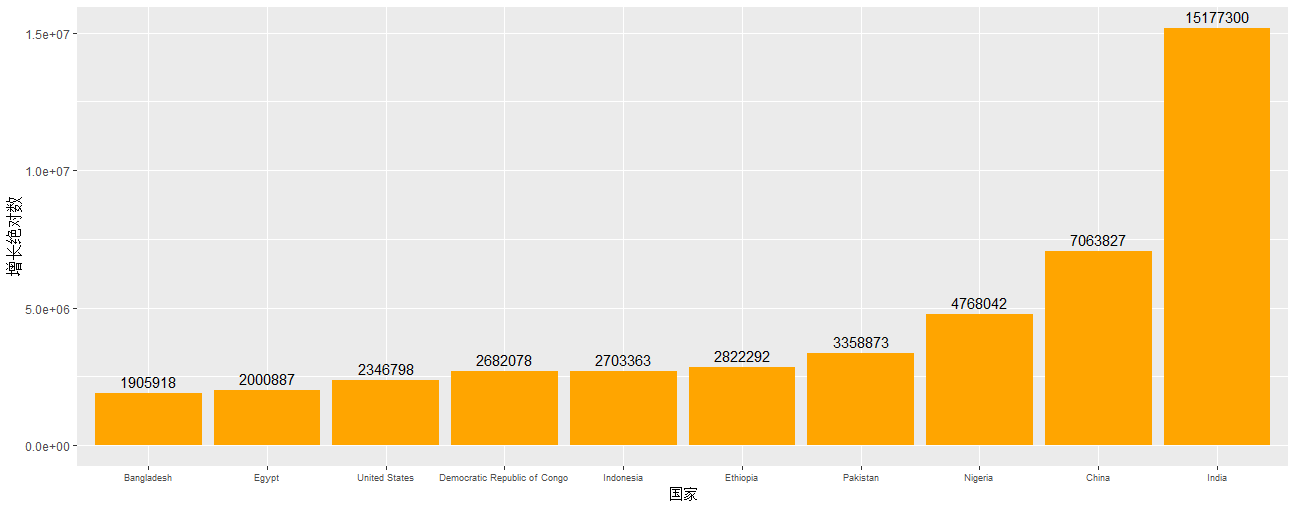 15177300
1.5e+07
1.0e+07
7063827
4768042
5.0e+06
3358873
2822292
2703363
2682078
2346798
2000887
1905918
0.0e+00
增长绝对数
Bangladesh Egypt United States Democratic Republic of Congo Indonesia Ethiopia Pakistan Nigeria China India
国家